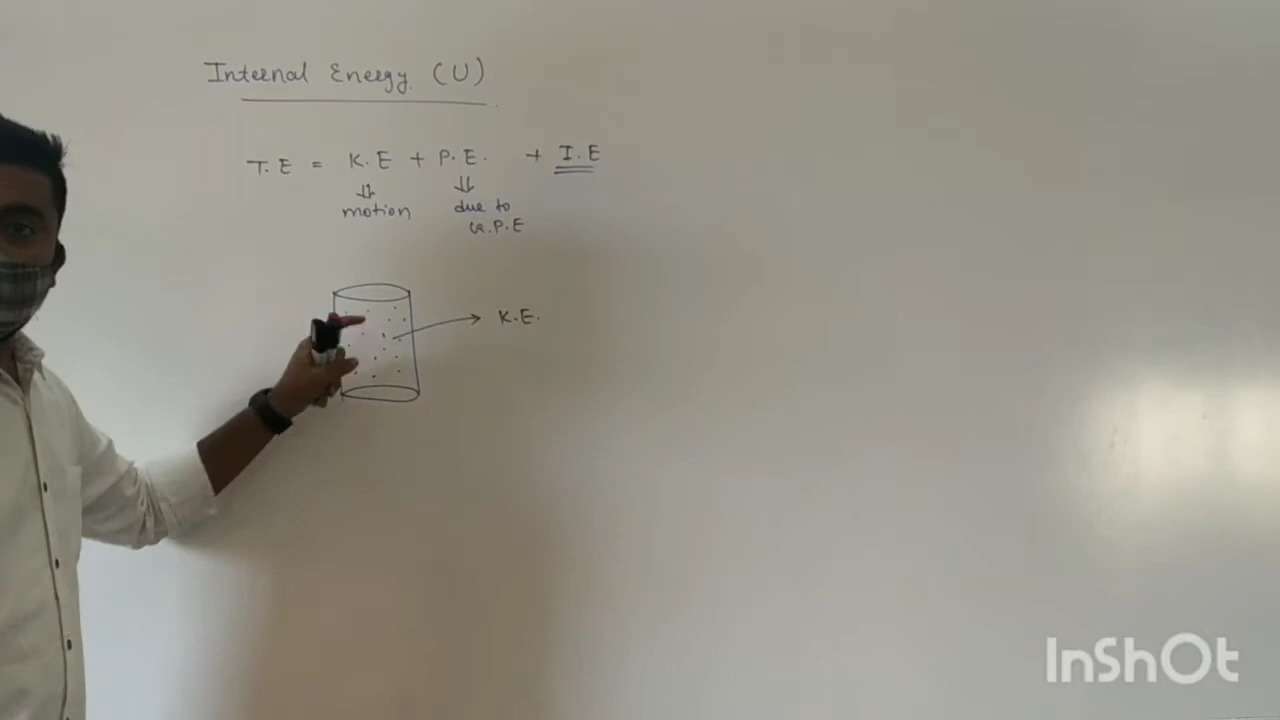 Internal Energy (U)
T.E = K.E + P.E. + I.E
⇓ ⇓
motion due to
G.P.E
→ K.E.
InShOt